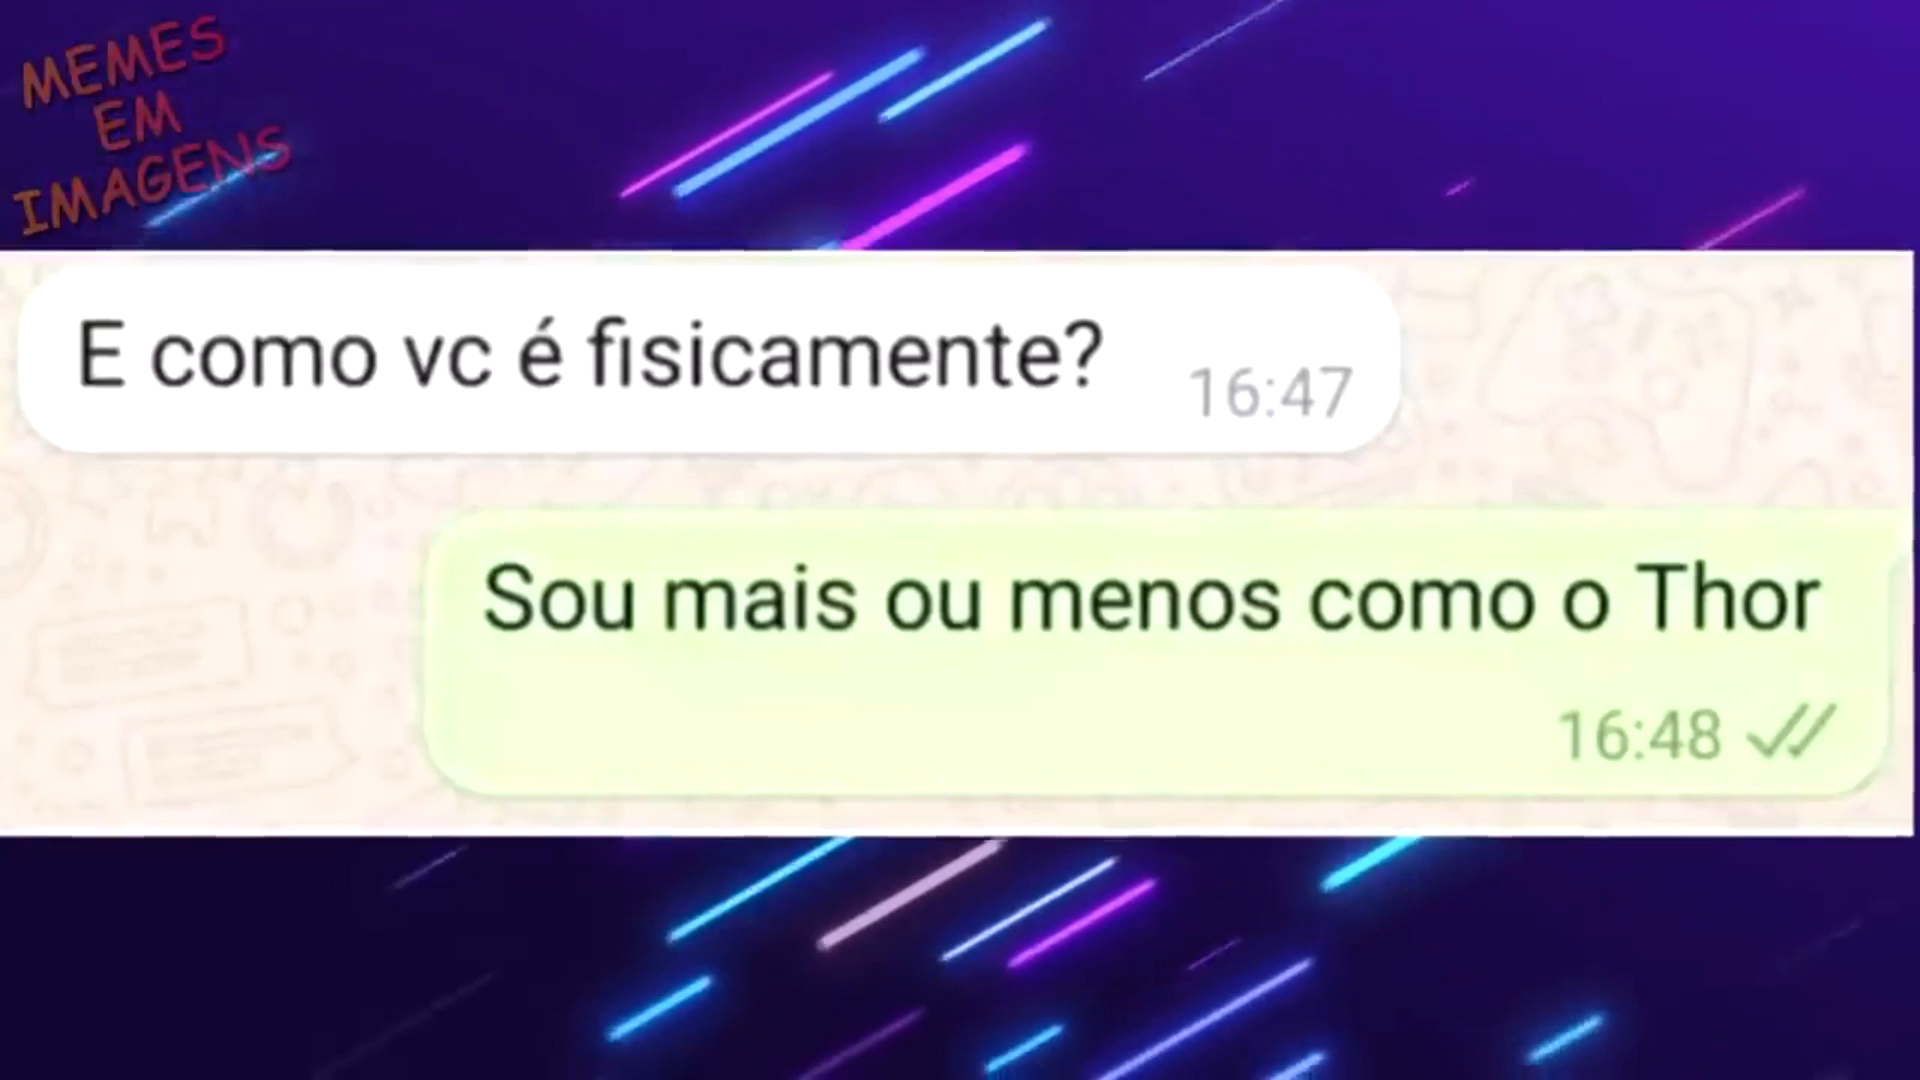 MEMES
EM
IMAGENS
E como vc é fisicamente?
16:47
Sou mais ou menos como o Thor
16:48